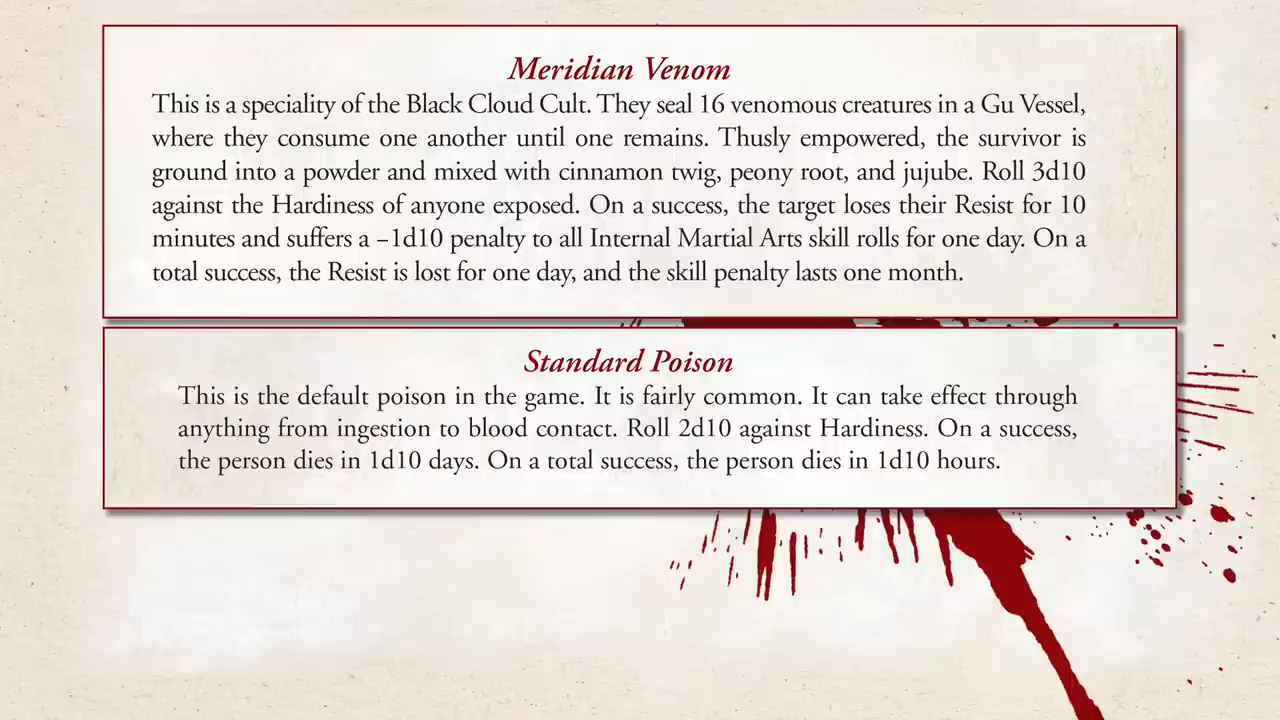 Meridian Venom
This is a speciality of the Black Cloud Cult. They seal 16 venomous creatures in a Gu Vessel,
where they consume one another until one remains. Thusly empowered, the survivor is
ground into a powder and mixed with cinnamon twig, peony root, and jujube. Roll 3d10
against the Hardiness of anyone exposed. On a success, the target loses their Resist for 10
minutes and suffers a −1d10 penalty to all Internal Martial Arts skill rolls for one day. On a
total success, the Resist is lost for one day, and the skill penalty lasts one month.
Standard Poison
This is the default poison in the game. It is fairly common. It can take effect through
anything from ingestion to blood contact. Roll 2d10 against Hardiness. On a success,
the person dies in 1d10 days. On a total success, the person dies in 1d10 hours.